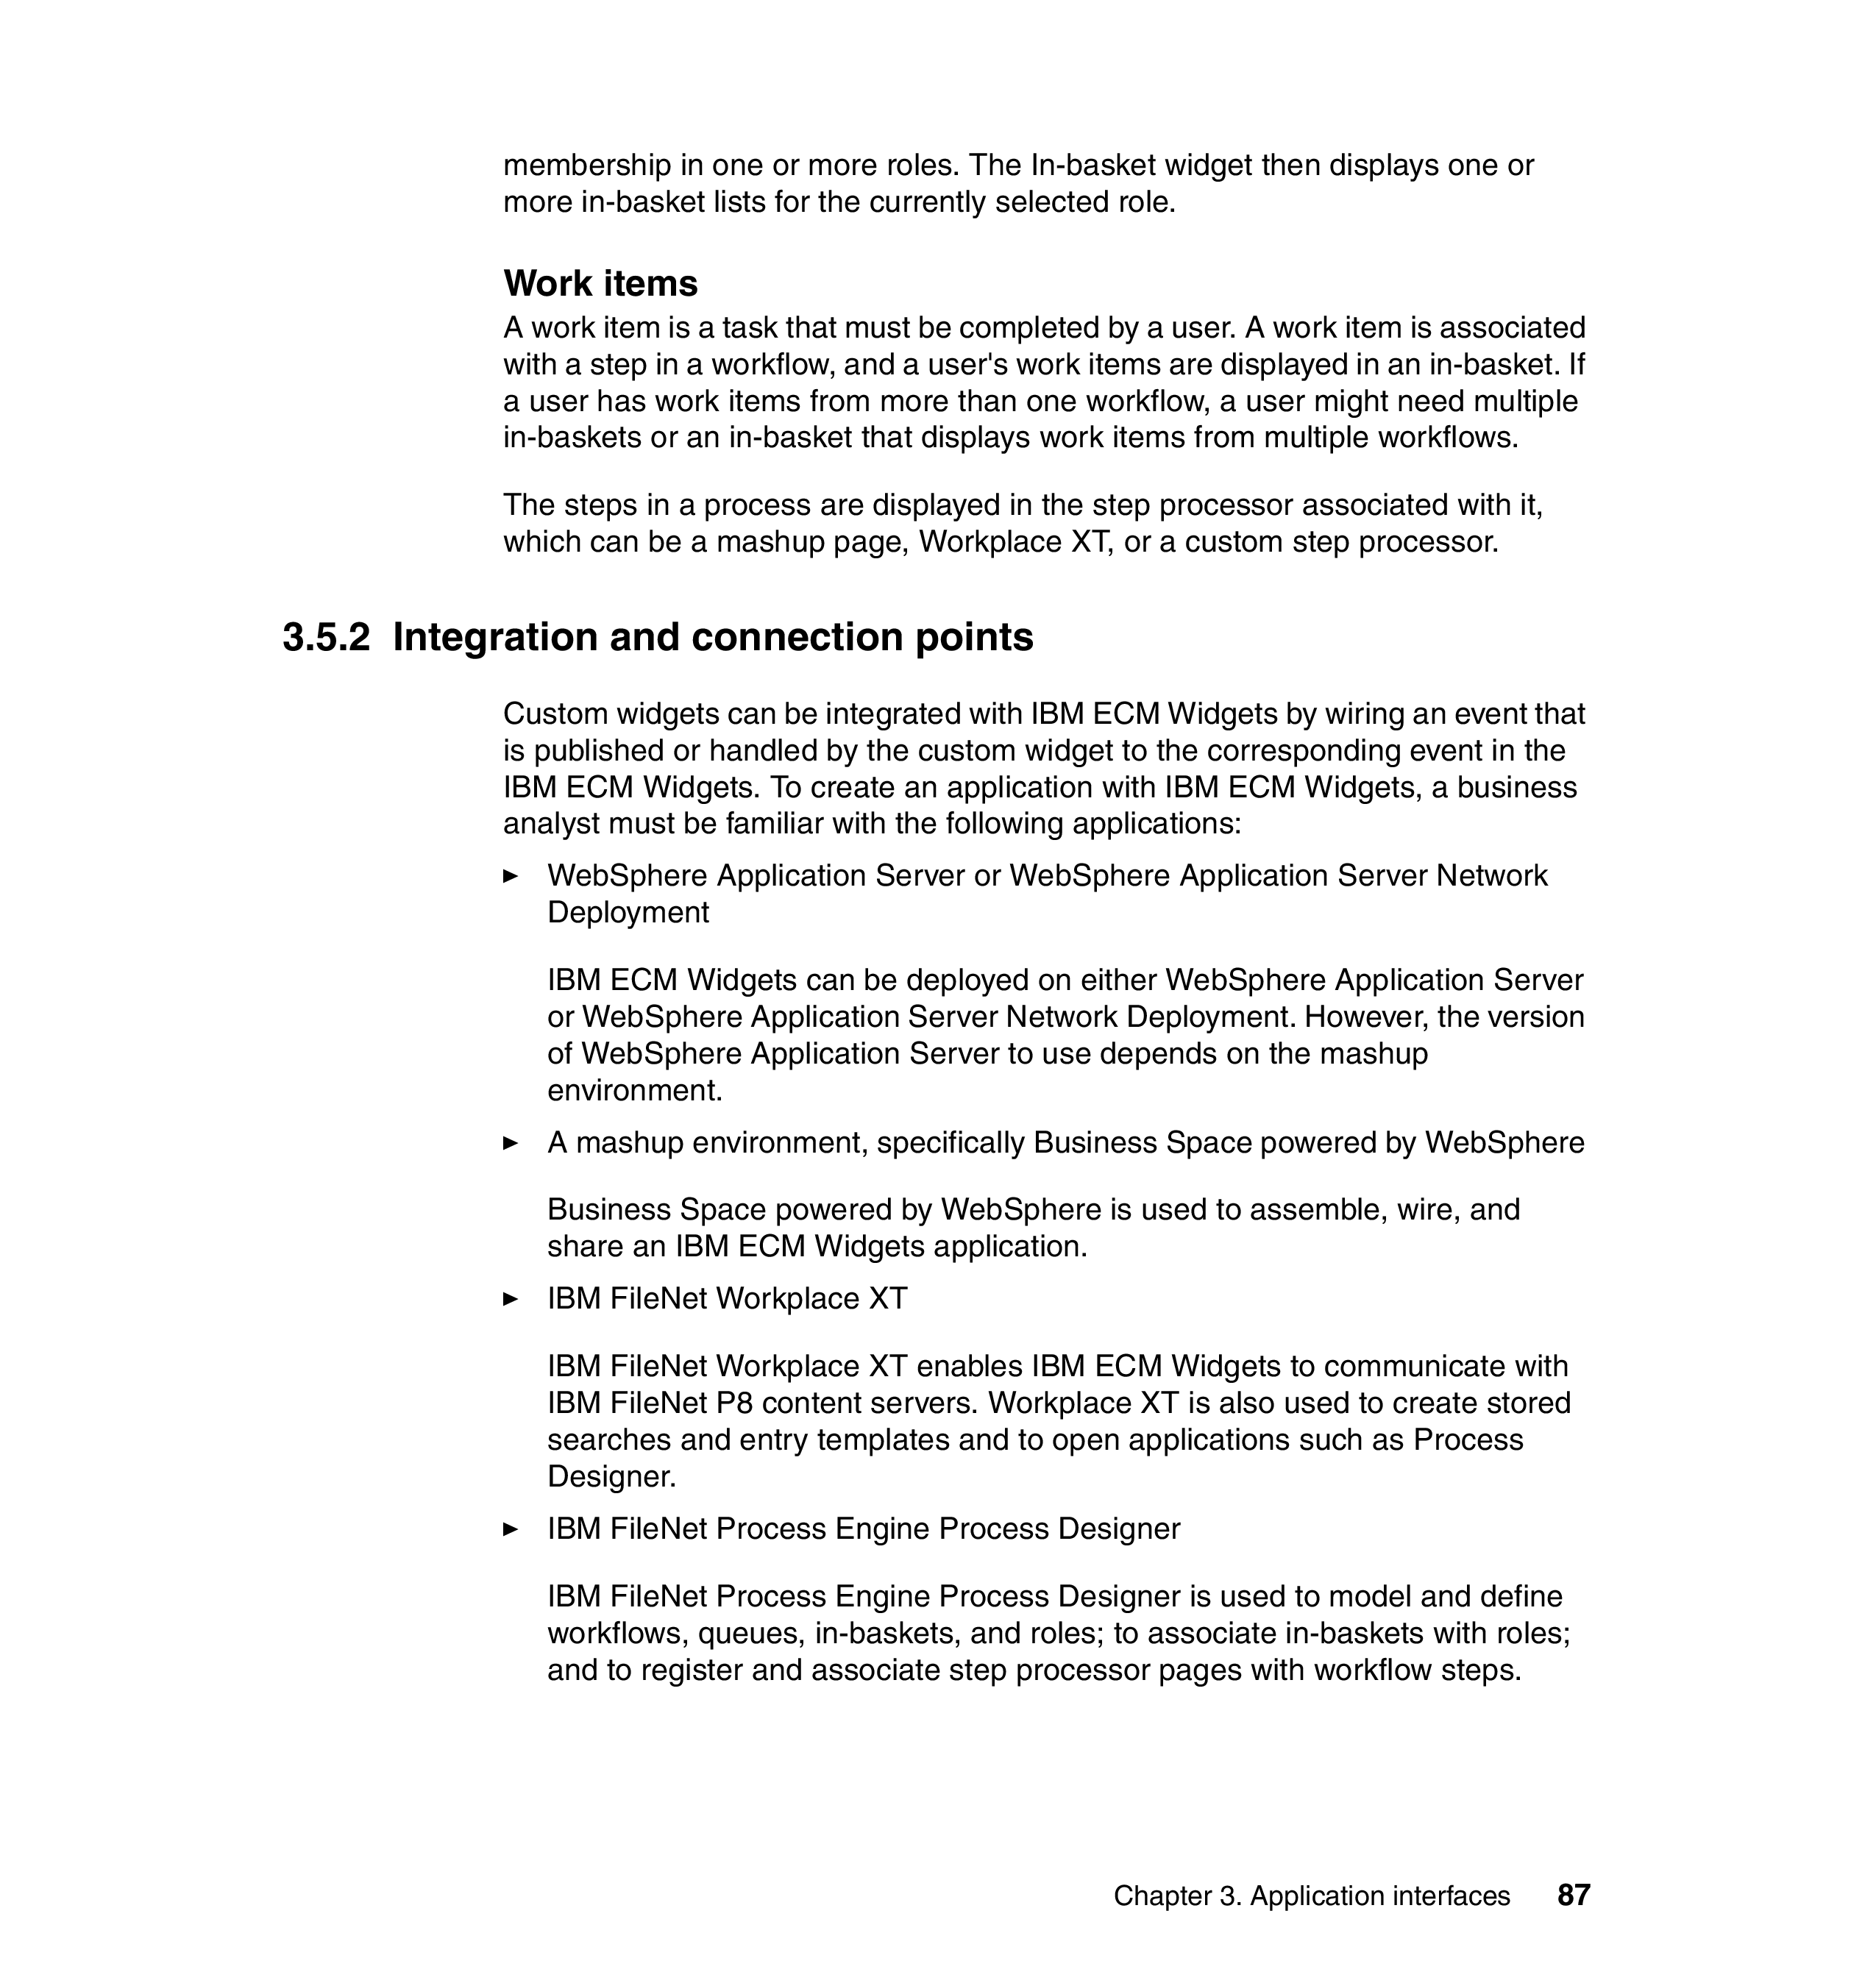 membership in one or more roles. The In-basket widget then displays one or
more in-basket lists for the currently selected role.
Work items
A work item is a task that must be completed by a user. A work item is associated
with a step in a workflow, and a user's work items are displayed in an in-basket. If
a user has work items from more than one workflow, a user might need multiple
in-baskets or an in-basket that displays work items from multiple workflows.
The steps in a process are displayed in the step processor associated with it,
which can be a mashup page, Workplace XT, or a custom step processor.
3.5.2 Integration and connection points
Custom widgets can be integrated with IBM ECM Widgets by wiring an event that
is published or handled by the custom widget to the corresponding event in the
IBM ECM Widgets. To create an application with IBM ECM Widgets, a business
analyst must be familiar with the following applications:
► WebSphere Application Server or WebSphere Application Server Network
Deployment
IBM ECM Widgets can be deployed on either WebSphere Application Server
or WebSphere Application Server Network Deployment. However, the version
of WebSphere Application Server to use depends on the mashup
environment.
► A mashup environment, specifically Business Space powered by WebSphere
Business Space powered by WebSphere is used to assemble, wire, and
share an IBM ECM Widgets application.
► IBM FileNet Workplace XT
IBM FileNet Workplace XT enables IBM ECM Widgets to communicate with
IBM FileNet P8 content servers. Workplace XT is also used to create stored
searches and entry templates and to open applications such as Process
Designer.
► IBM FileNet Process Engine Process Designer
IBM FileNet Process Engine Process Designer is used to model and define
workflows, queues, in-baskets, and roles; to associate in-baskets with roles;
and to register and associate step processor pages with workflow steps.
Chapter 3. Application interfaces 87